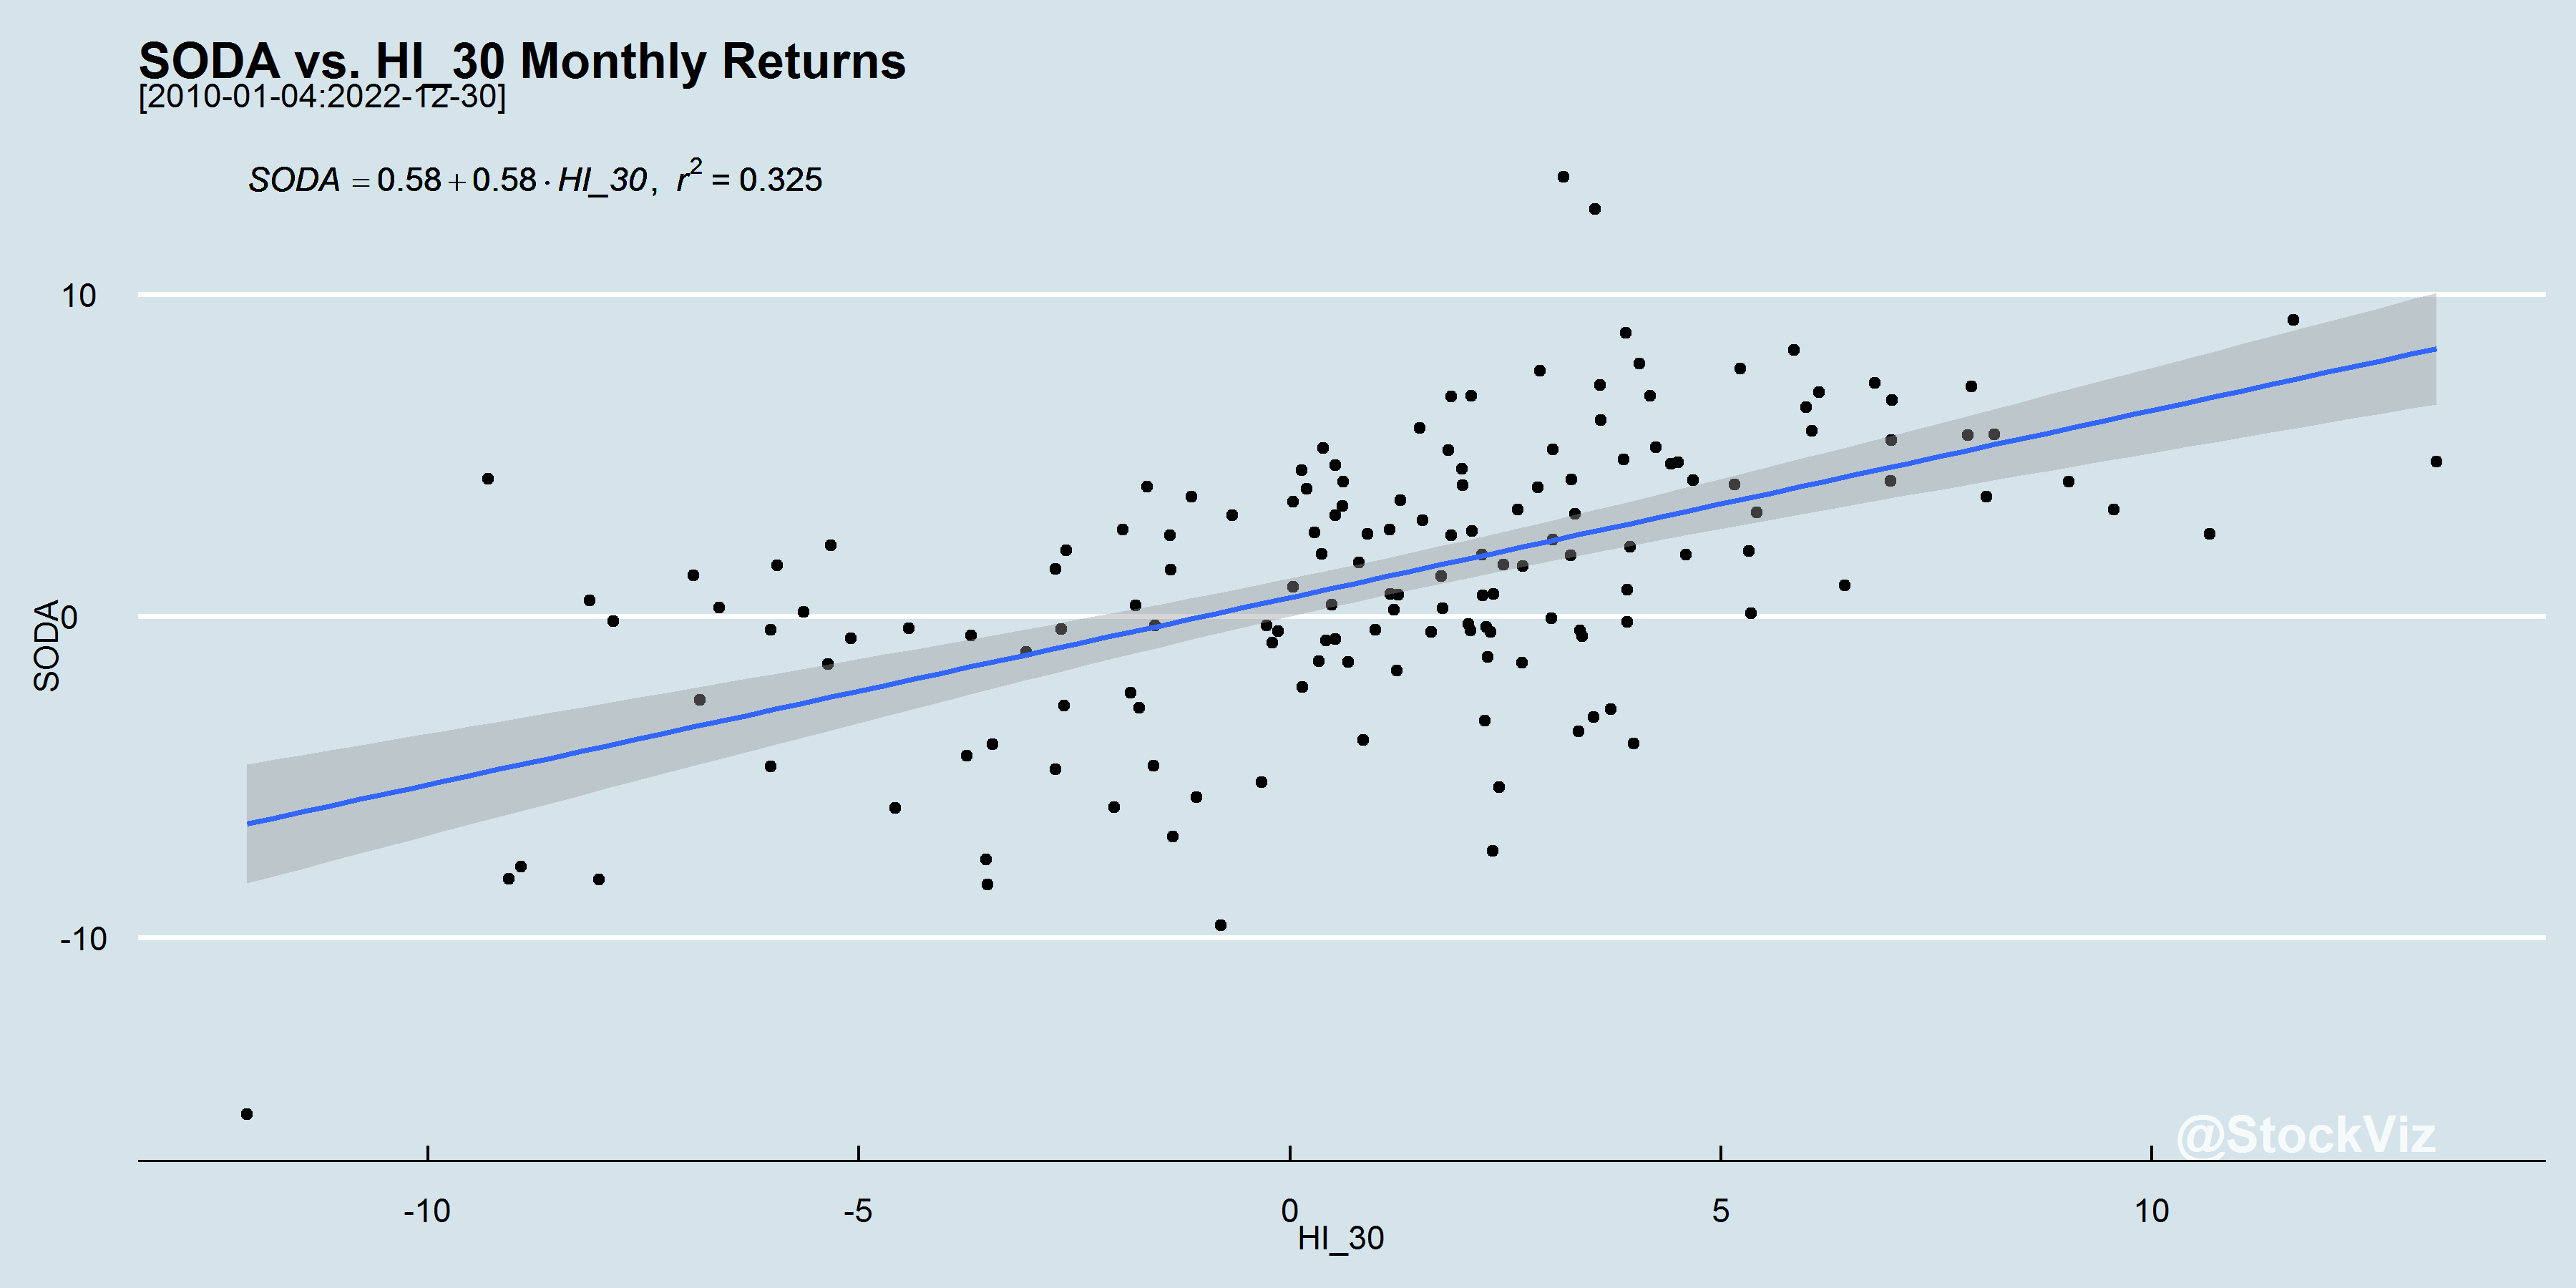 SODA vs. HI_30 Monthly Returns
[2010-01-04:2022-12-30]
SODA = 0.58 + 0.58 · HI_30, r² = 0.325
10
0
-10
SODA
@StockViz
-10 -5 0 5 10
HI_30